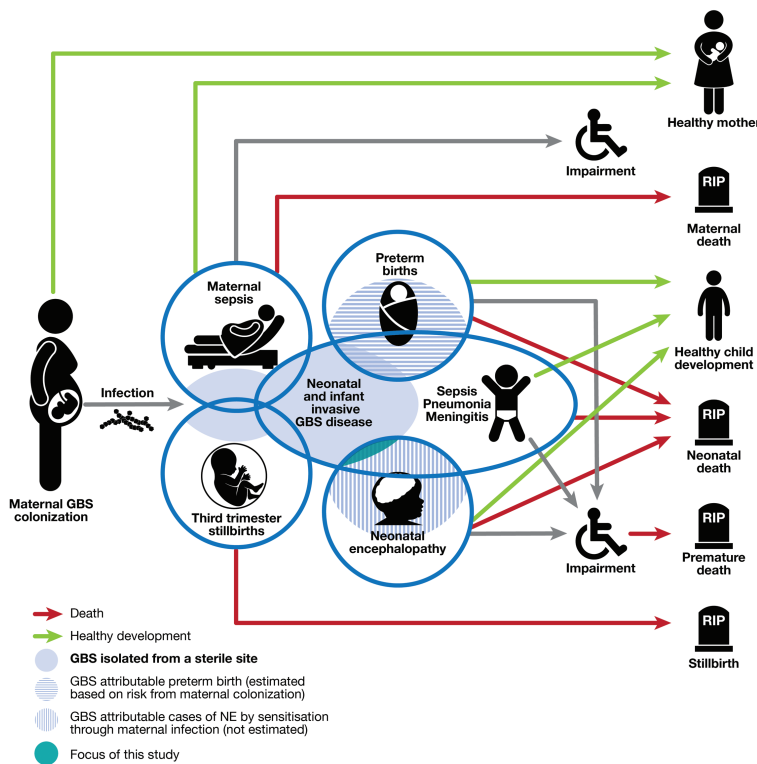 Healthy mother
Impairment
RIP
Maternal
death
Preterm
births
Maternal
sepsis
Healthy child
development
Infection
Neonatal
and infant
invasive
GBS disease
Sepsis
Pneumonia
Meningitis
RIP
Neonatal
death
Maternal GBS
colonization
Third trimester
stillbirths
Neonatal
encephalopathy
Impairment
RIP
Premature
death
RIP
Stillbirth
Death
Healthy development
GBS isolated from a sterile site
GBS attributable preterm birth (estimated
based on risk from maternal colonization)
GBS attributable cases of NE by sensitisation
through maternal infection (not estimated)
Focus of this study